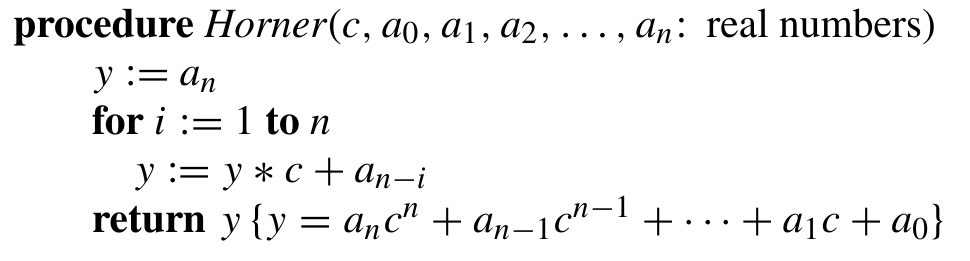 procedure Horner(c, a₀, a₁, a₂, . . . , aₙ: real numbers)
y := aₙ
for i := 1 to n
y := y ∗ c + aₙ₋ᵢ
return y {y = aₙcⁿ + aₙ₋₁cⁿ⁻¹ + · · · + a₁c + a₀}